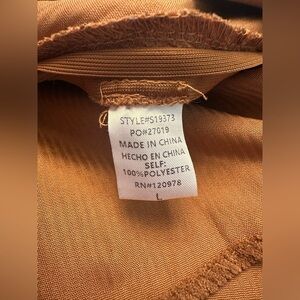 STYLE#S19373
PO#27019
MADE IN CHINA
HECHO EN CHINA
SELF:
100%POLYESTER
RN#120978
L